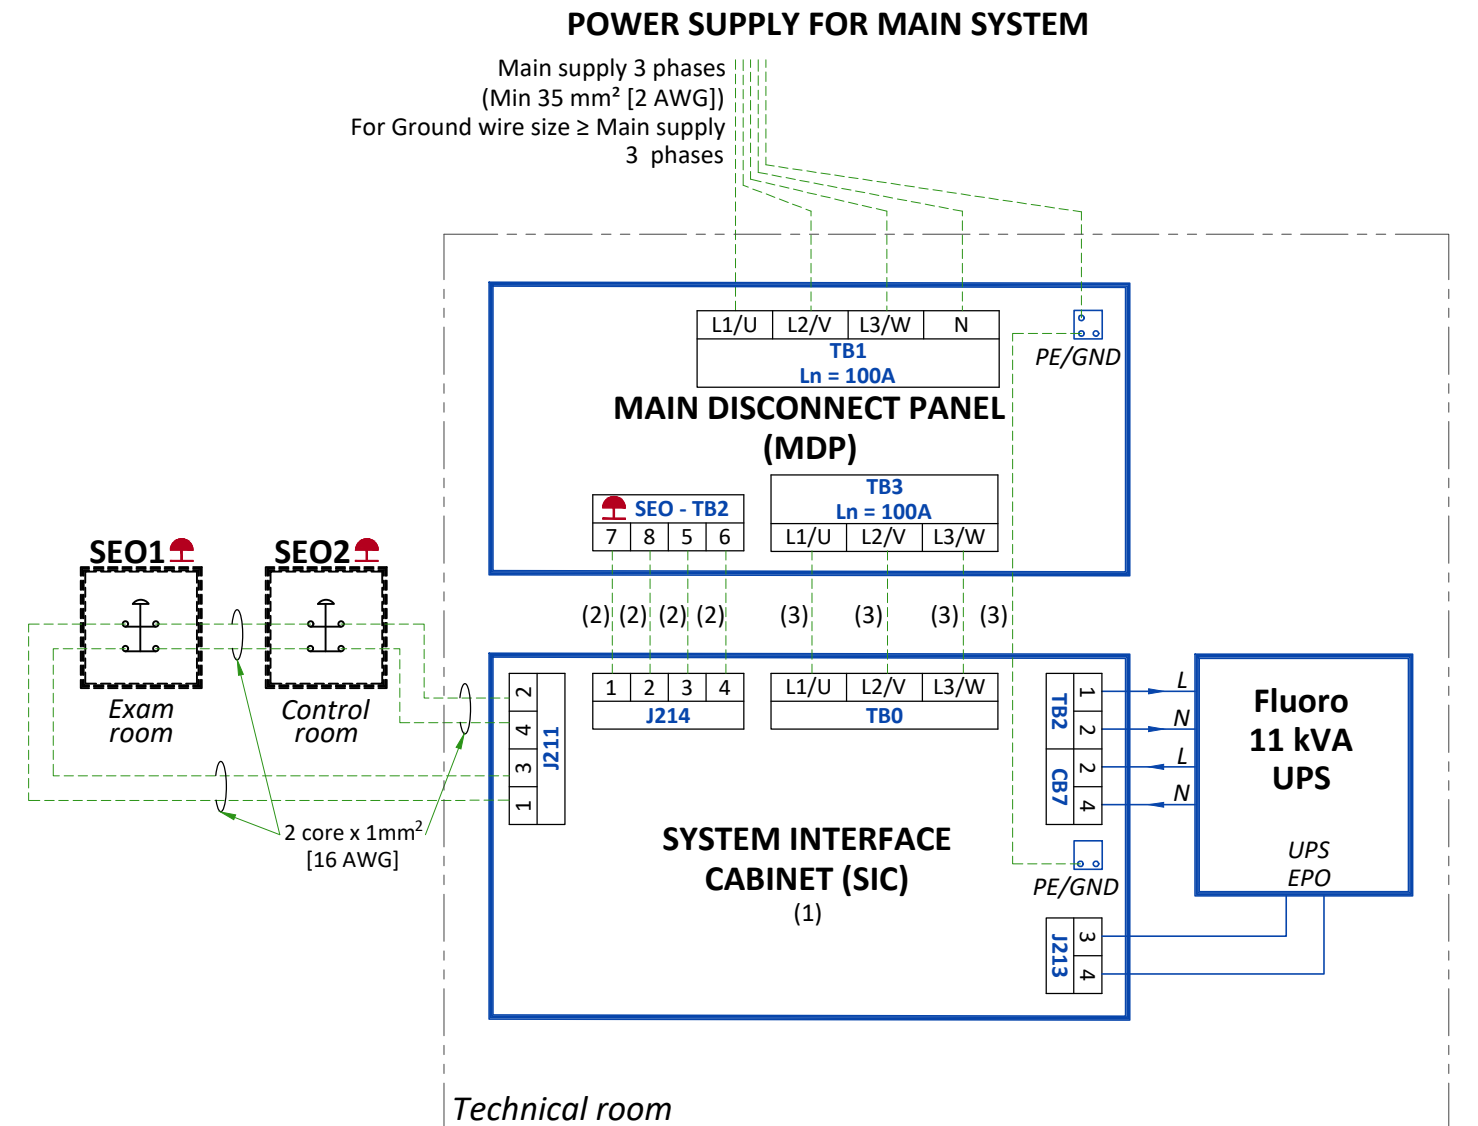 POWER SUPPLY FOR MAIN SYSTEM
Main supply 3 phases
(Min 35 mm² [2 AWG])
For Ground wire size ≥ Main supply
3 phases
L1/U L2/V L3/W N
TB1
Ln = 100A
PE/GND
MAIN DISCONNECT PANEL
(MDP)
TB3
Ln = 100A
SEO - TB2
7 8 5 6
L1/U L2/V L3/W
SEO1
SEO2
(2) (2) (2) (2) (3) (3) (3) (3)
Exam
room
Control
room
2
4
3
1
J211
1 2 3 4
J214
L1/U L2/V L3/W
TB0
TB2
1
2
CB7
2
4
L
N
L
N
Fluoro
11 kVA
UPS
2 core x 1mm²
[16 AWG]
SYSTEM INTERFACE
CABINET (SIC)
(1)
PE/GND
UPS
EPO
J213
3
4
Technical room